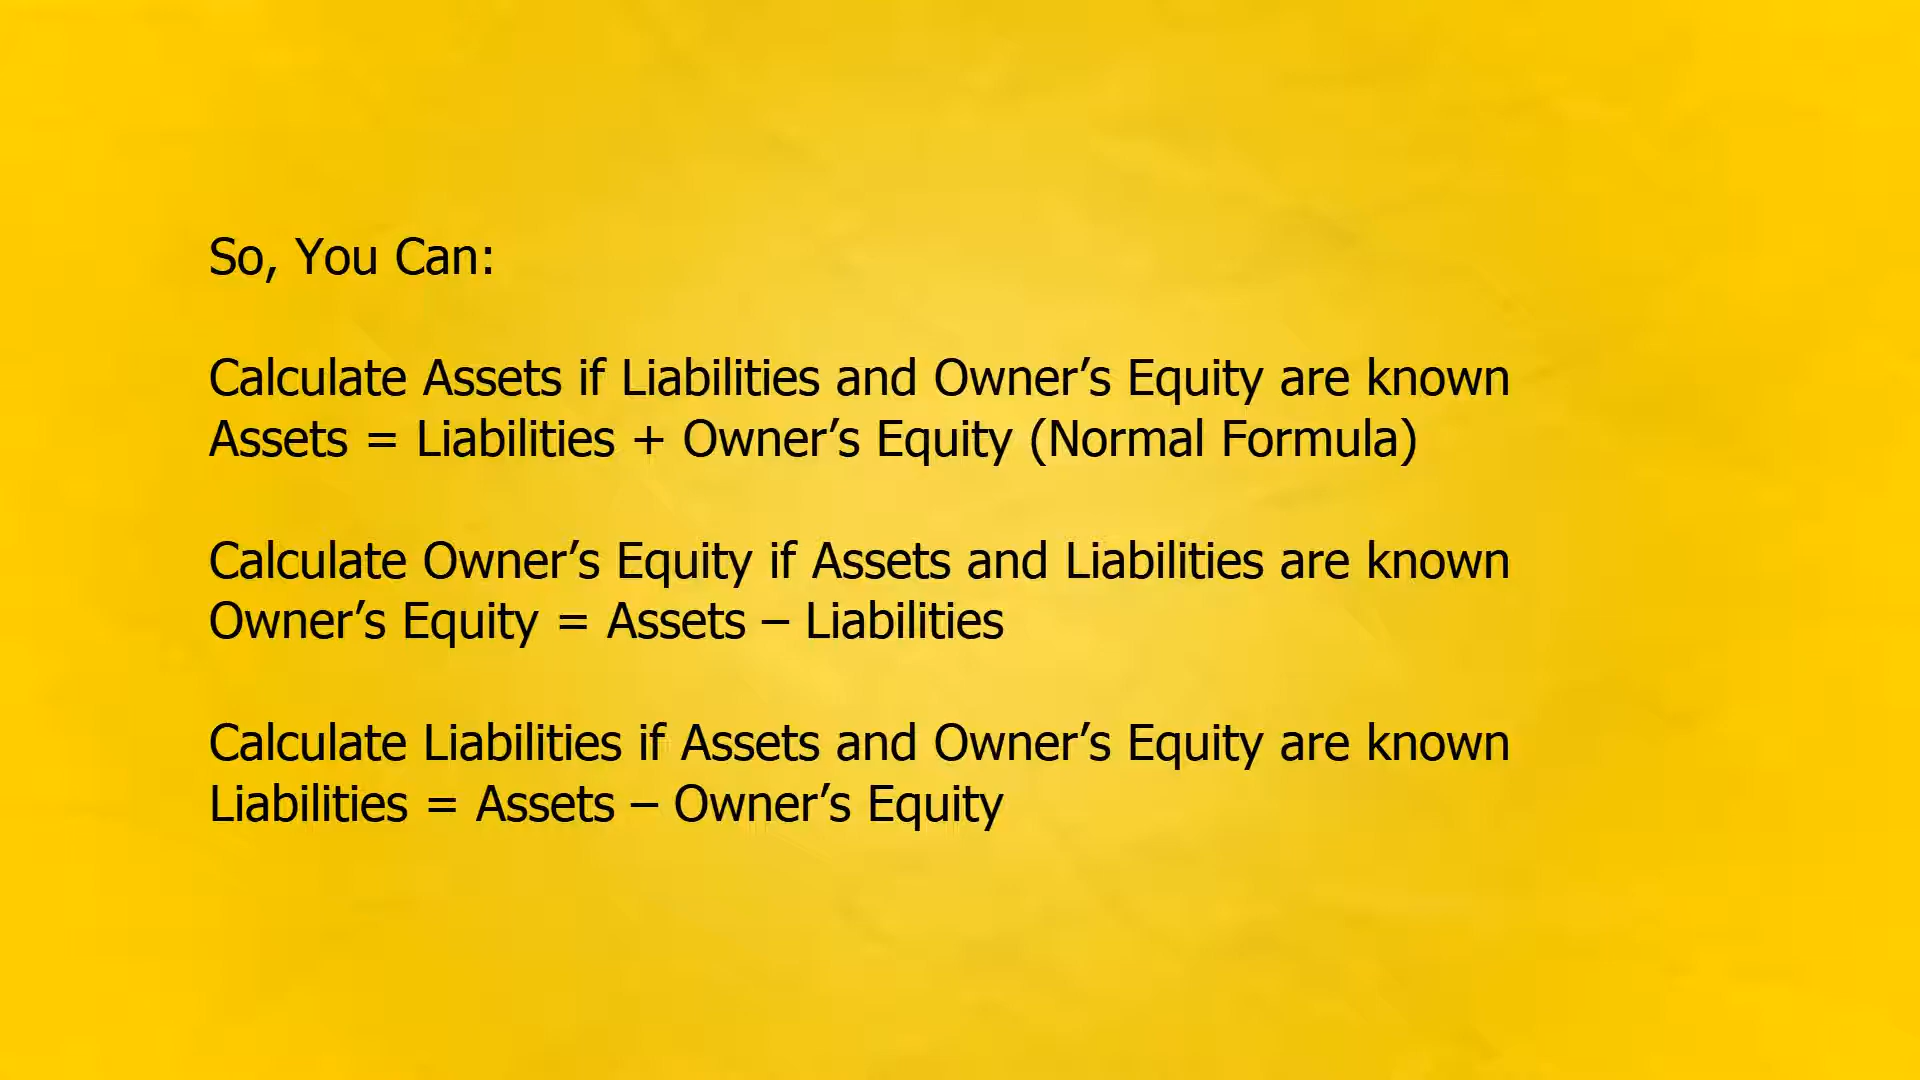 So, You Can:
Calculate Assets if Liabilities and Owner’s Equity are known
Assets = Liabilities + Owner’s Equity (Normal Formula)
Calculate Owner’s Equity if Assets and Liabilities are known
Owner’s Equity = Assets – Liabilities
Calculate Liabilities if Assets and Owner’s Equity are known
Liabilities = Assets – Owner’s Equity